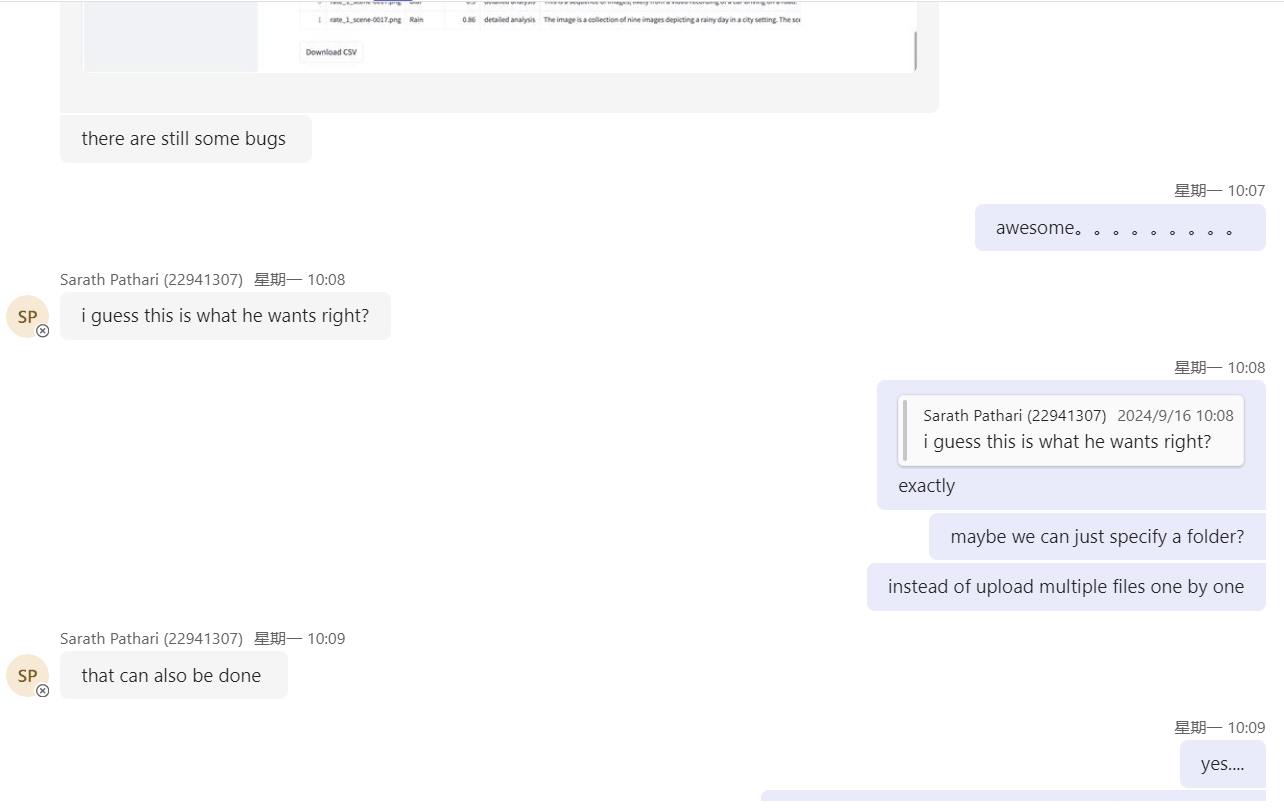 1 rate_1_scene-0017.png Rain 0.86 detailed analysis The image is a collection of nine images depicting a rainy day in a city setting. The sce
Download CSV
there are still some bugs
星期一 10:07
awesome。。。。。。。。。
Sarath Pathari (22941307) 星期一 10:08
SP
i guess this is what he wants right?
星期一 10:08
Sarath Pathari (22941307) 2024/9/16 10:08
i guess this is what he wants right?
exactly
maybe we can just specify a folder?
instead of upload multiple files one by one
Sarath Pathari (22941307) 星期一 10:09
SP
that can also be done
星期一 10:09
yes....